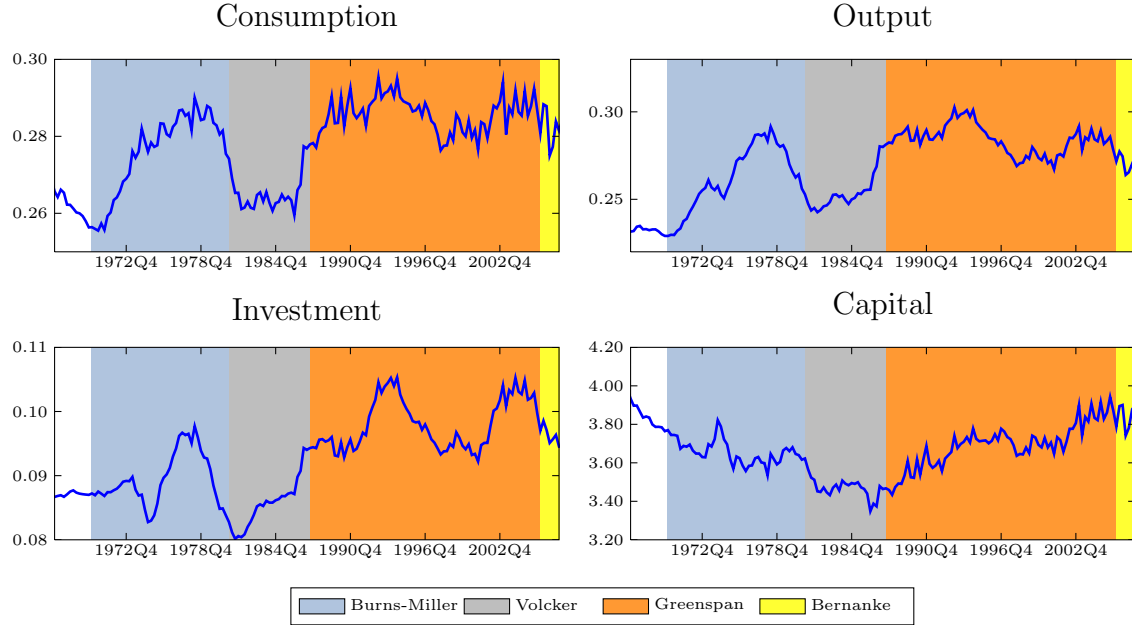 Consumption
0.30
0.28
0.26
1972Q4 1978Q4 1984Q4 1990Q4 1996Q4 2002Q4
Output
0.30
0.25
1972Q4 1978Q4 1984Q4 1990Q4 1996Q4 2002Q4
Investment
0.11
0.10
0.09
0.08
1972Q4 1978Q4 1984Q4 1990Q4 1996Q4 2002Q4
Capital
4.20
4.00
3.80
3.60
3.40
3.20
1972Q4 1978Q4 1984Q4 1990Q4 1996Q4 2002Q4
Burns-Miller Volcker Greenspan Bernanke